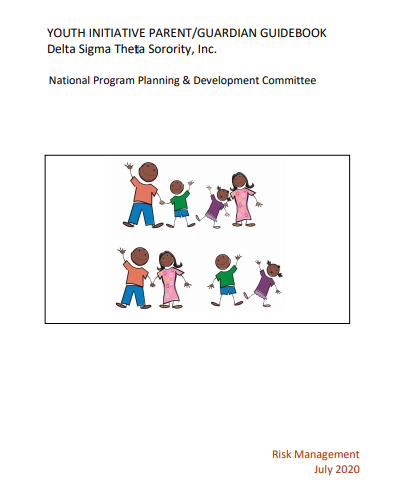 YOUTH INITIATIVE PARENT/GUARDIAN GUIDEBOOK
Delta Sigma Theta Sorority, Inc.
National Program Planning & Development Committee
Risk Management
July 2020